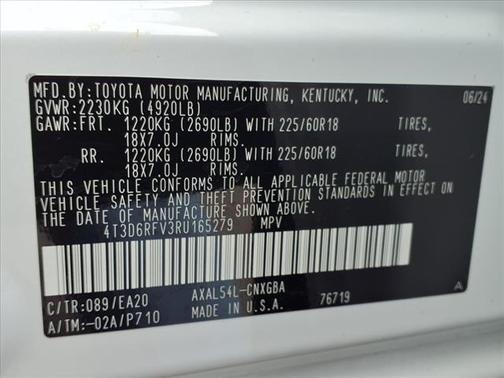 MFD.BY:TOYOTA MOTOR MANUFACTURING, KENTUCKY, INC. 06/24
GVWR:2230KG (4920LB)
GAWR:FRT. 1220KG (2690LB) WITH 225/60R18 TIRES,
18X7.0J RIMS.
RR. 1220KG (2690LB) WITH 225/60R18 TIRES,
18X7.0J RIMS.
THIS VEHICLE CONFORMS TO ALL APPLICABLE FEDERAL MOTOR
VEHICLE SAFETY AND THEFT PREVENTION STANDARDS IN EFFECT ON
THE DATE OF MANUFACTURE SHOWN ABOVE.
4T3D6RFV3RU165279 MPV
C/TR:089/EA20 AXAL54L-CNXGBA
A/TM:-02A/P710 76719 A